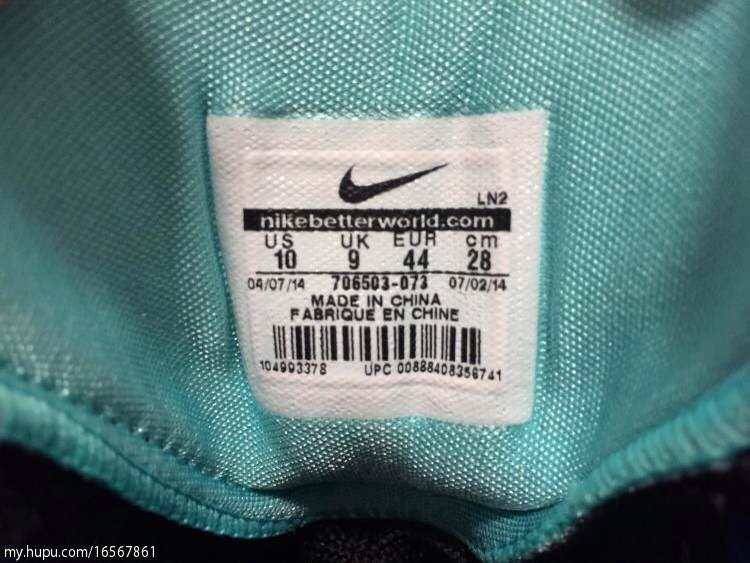 LN2
nikebetterworld.com
US UK EUR cm
10 9 44 28
04/07/14 706503-073 07/02/14
MADE IN CHINA
FABRIQUE EN CHINE
104993378 UPC 00888408356741
my.hupu.com/16567861